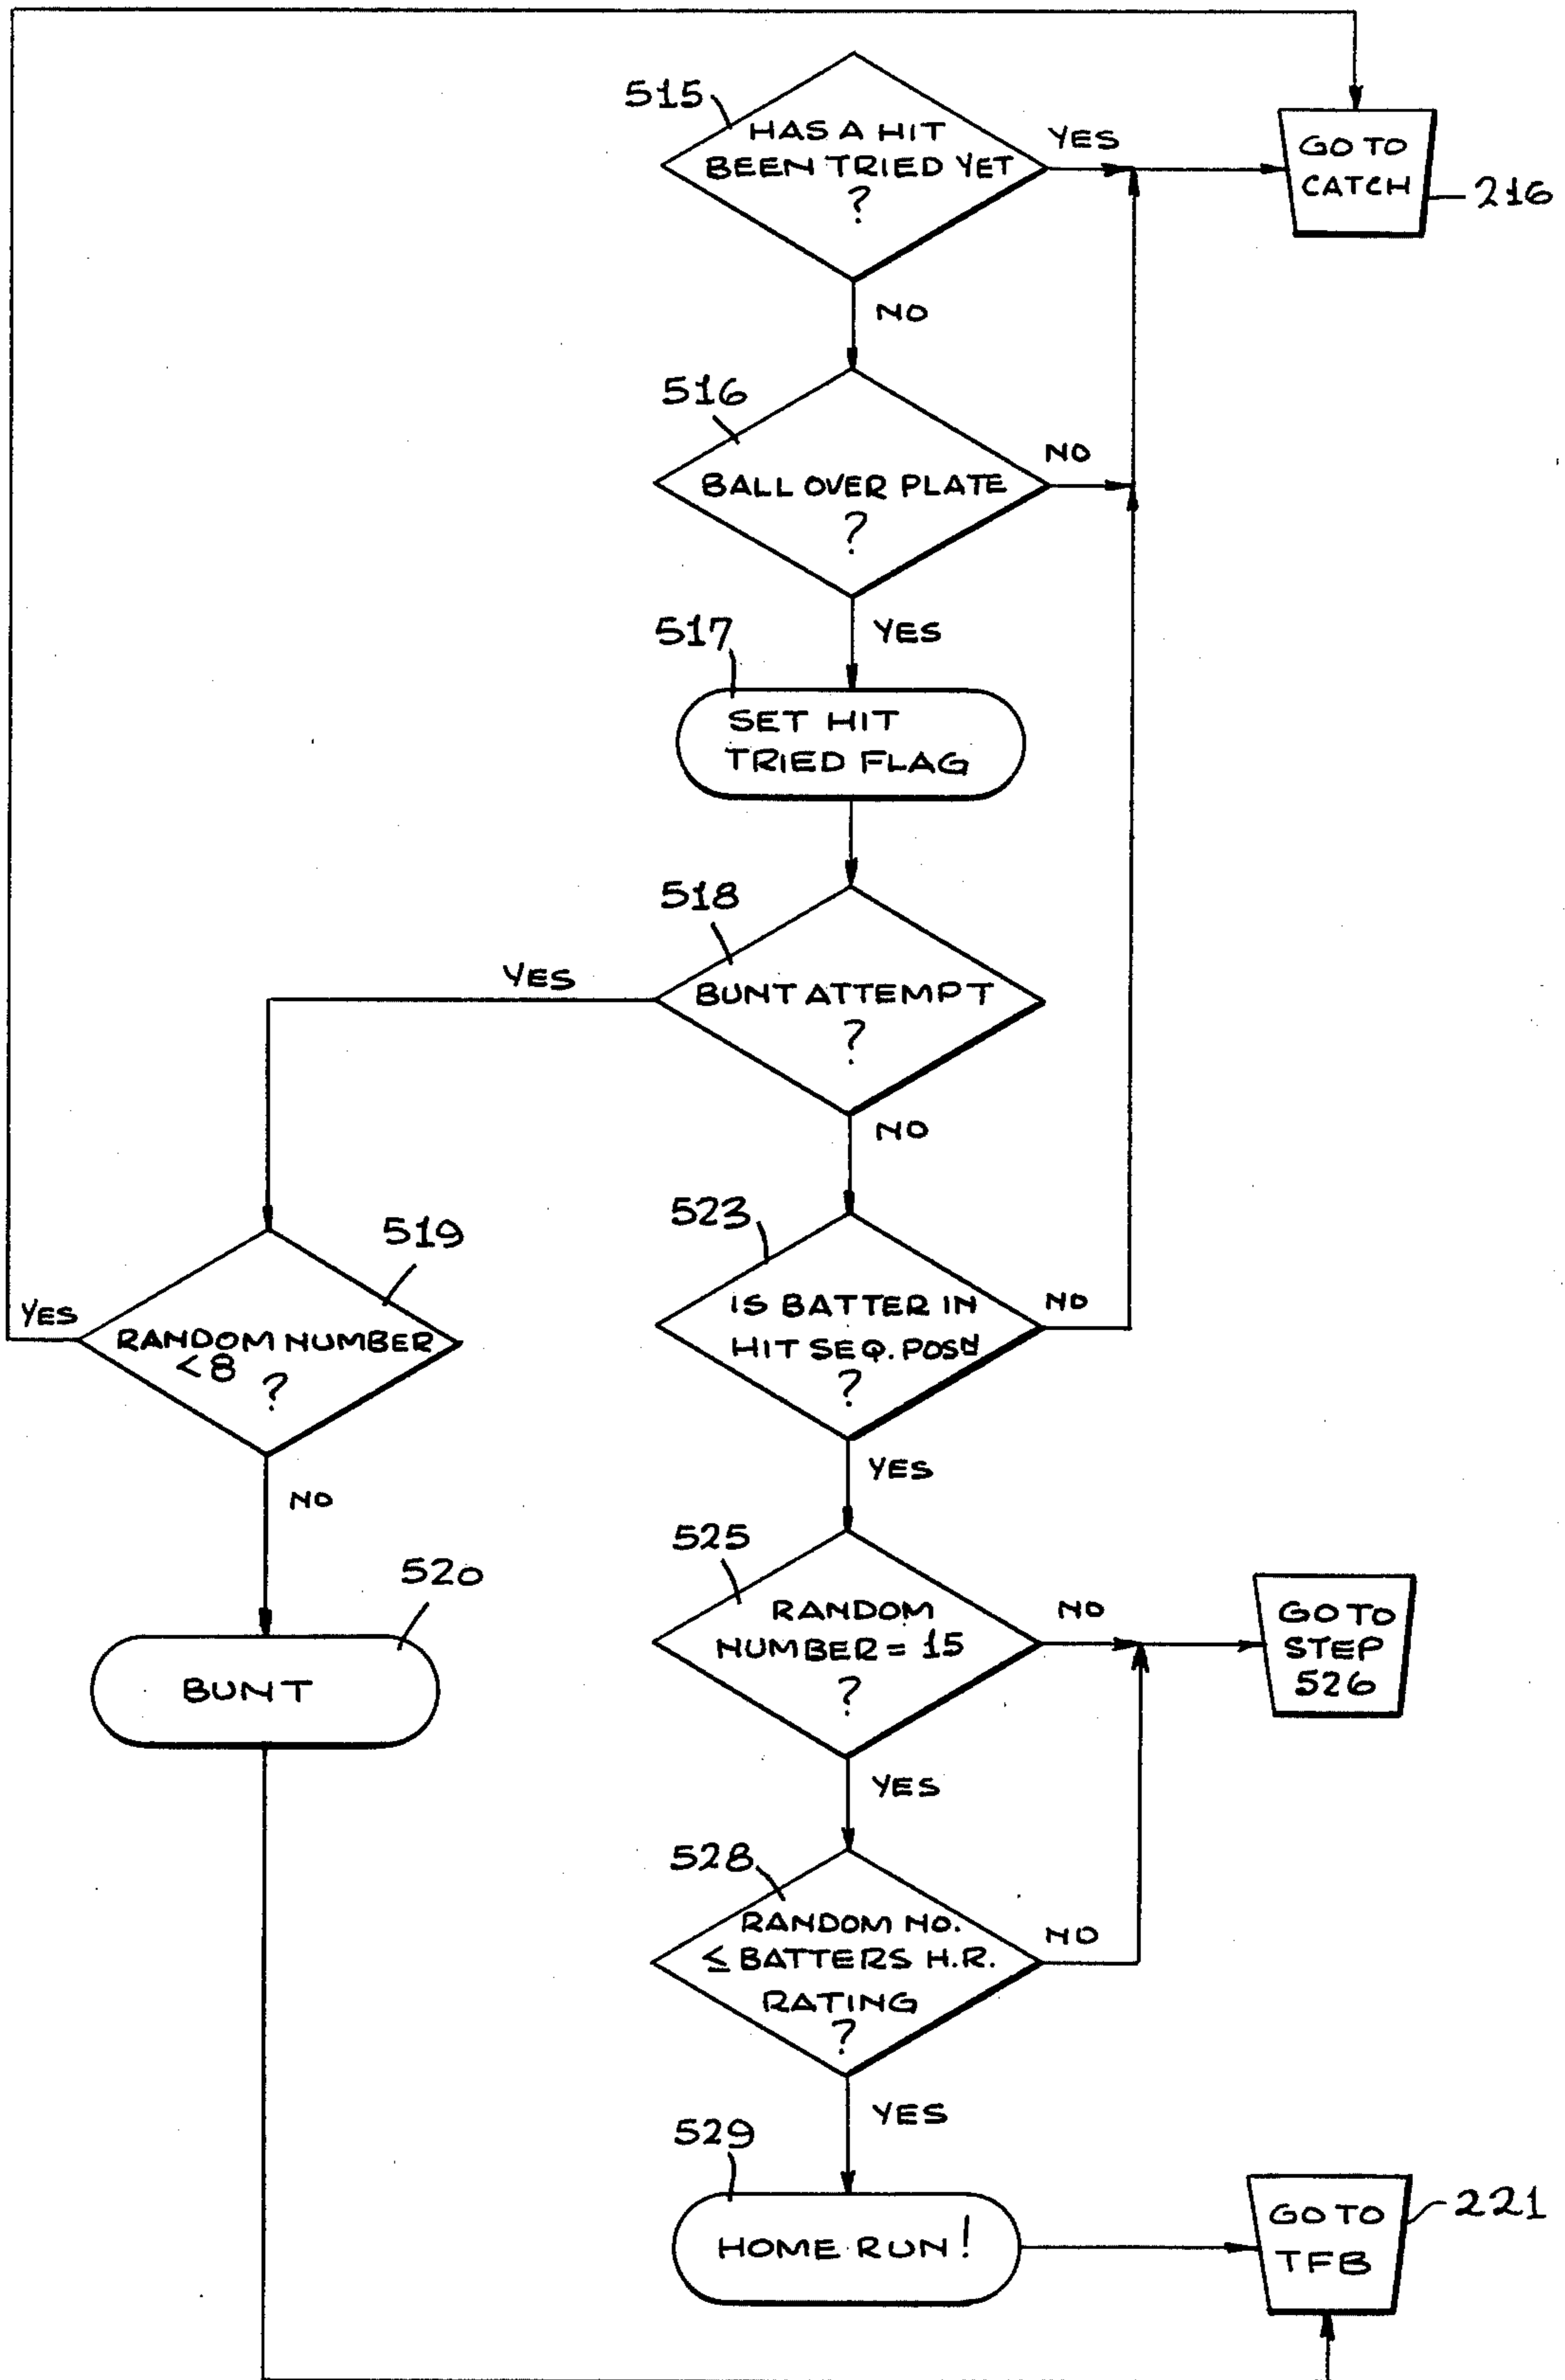 515
HAS A HIT
BEEN TRIED YET
?
YES
GO TO
CATCH
216
NO
516
BALL OVER PLATE
?
NO
YES
517
SET HIT
TRIED FLAG
518
BUNT ATTEMPT
?
YES
NO
519
RANDOM NUMBER
<8 ?
YES
NO
520
BUNT
523
IS BATTER IN
HIT SEQ. POSN
?
NO
YES
525
RANDOM
NUMBER = 15
?
NO
GO TO
STEP
526
YES
528
RANDOM NO.
≤ BATTERS H.R.
RATING
?
NO
YES
529
HOME RUN!
GO TO
TFB
221